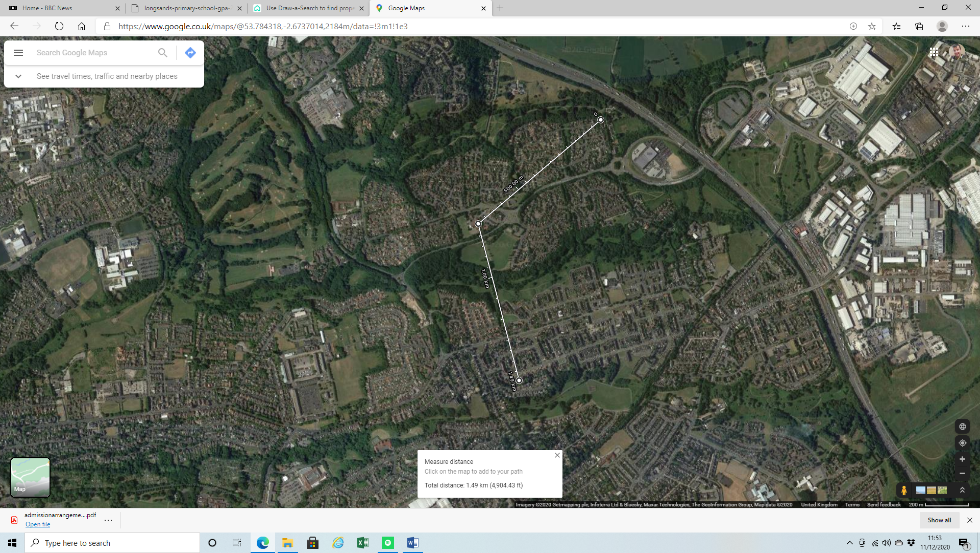 Home - BBC News
longsands-primary-school-gpa-
Use Draw-a-Search to find prope
Google Maps
https://www.google.co.uk/maps/@53.784318,-2.6737014,2184m/data=!3m1!1e3
Search Google Maps
See travel times, traffic and nearby places
Measure distance
Click on the map to add to your path
Total distance: 1.49 km (4,904.43 ft)
Map
Imagery ©2020 Getmapping plc, Infoterra Ltd & Bluesky, Maxar Technologies, The GeoInformation Group, Map data ©2020 United Kingdom Terms Send feedback 200 m
admissionsarrangeme....pdf
Open file
Show all
Type here to search
11:53
11/12/2020